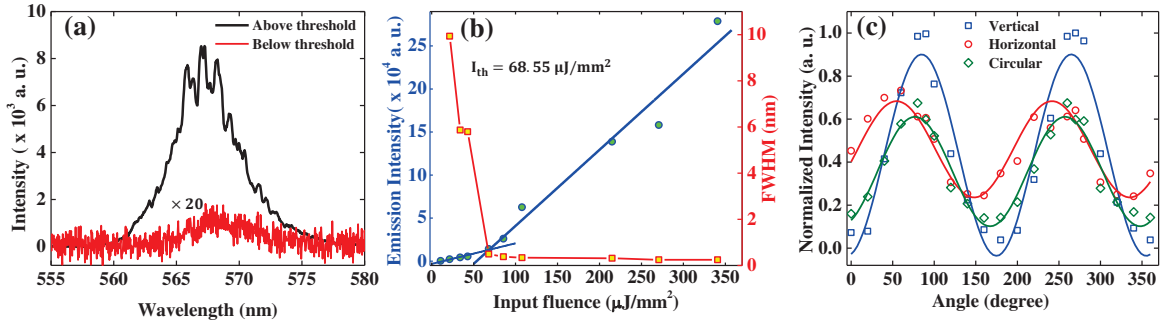 (a)
Above threshold
Below threshold
× 20
Intensity ( x 10³ a. u.)
0
2
4
6
8
10
555
560
565
570
575
580
Wavelength (nm)
(b)
I_th = 68.55 μJ/mm²
Emission Intensity( x 10⁴ a. u.)
0
5
10
15
20
25
0
50
100
150
200
250
300
350
Input fluence (μJ/mm²)
FWHM (nm)
0
2
4
6
8
10
(c)
Vertical
Horizontal
Circular
Normalized Intensity (a. u.)
0.0
0.2
0.4
0.6
0.8
1.0
0
50
100
150
200
250
300
350
Angle (degree)